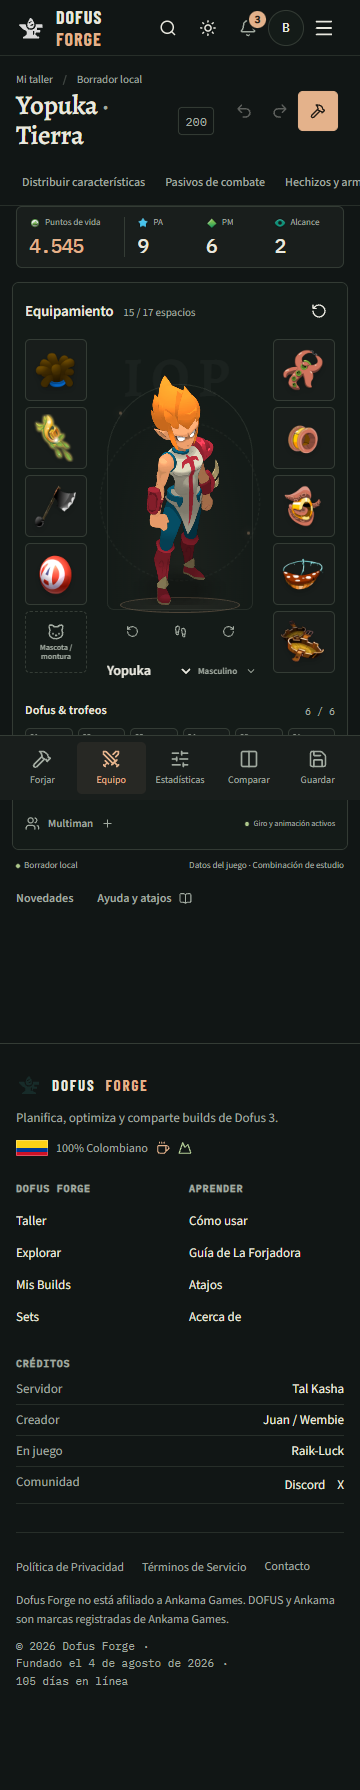 DOFUS
FORGE
3
B
Mi taller / Borrador local
Yopuka ·
Tierra
200
Distribuir características Pasivos de combate Hechizos y arm
Puntos de vida PA PM Alcance
4.545 9 6 2
Equipamiento 15 / 17 espacios
IOP
Mascota /
montura
Yopuka Masculino
Dofus & trofeos 6 / 6
Forjar Equipo Estadísticas Comparar Guardar
Multiman + Giro y animación activos
Borrador local Datos del juego · Combinación de estudio
Novedades Ayuda y atajos
DOFUS FORGE
Planifica, optimiza y comparte builds de Dofus 3.
100% Colombiano
DOFUS FORGE APRENDER
Taller Cómo usar
Explorar Guía de La Forjadora
Mis Builds Atajos
Sets Acerca de
CRÉDITOS
Servidor Tal Kasha
Creador Juan / Wembie
En juego Raik-Luck
Comunidad Discord X
Política de Privacidad Términos de Servicio Contacto
Dofus Forge no está afiliado a Ankama Games. DOFUS y Ankama
son marcas registradas de Ankama Games.
© 2026 Dofus Forge ·
Fundado el 4 de agosto de 2026 ·
105 días en línea